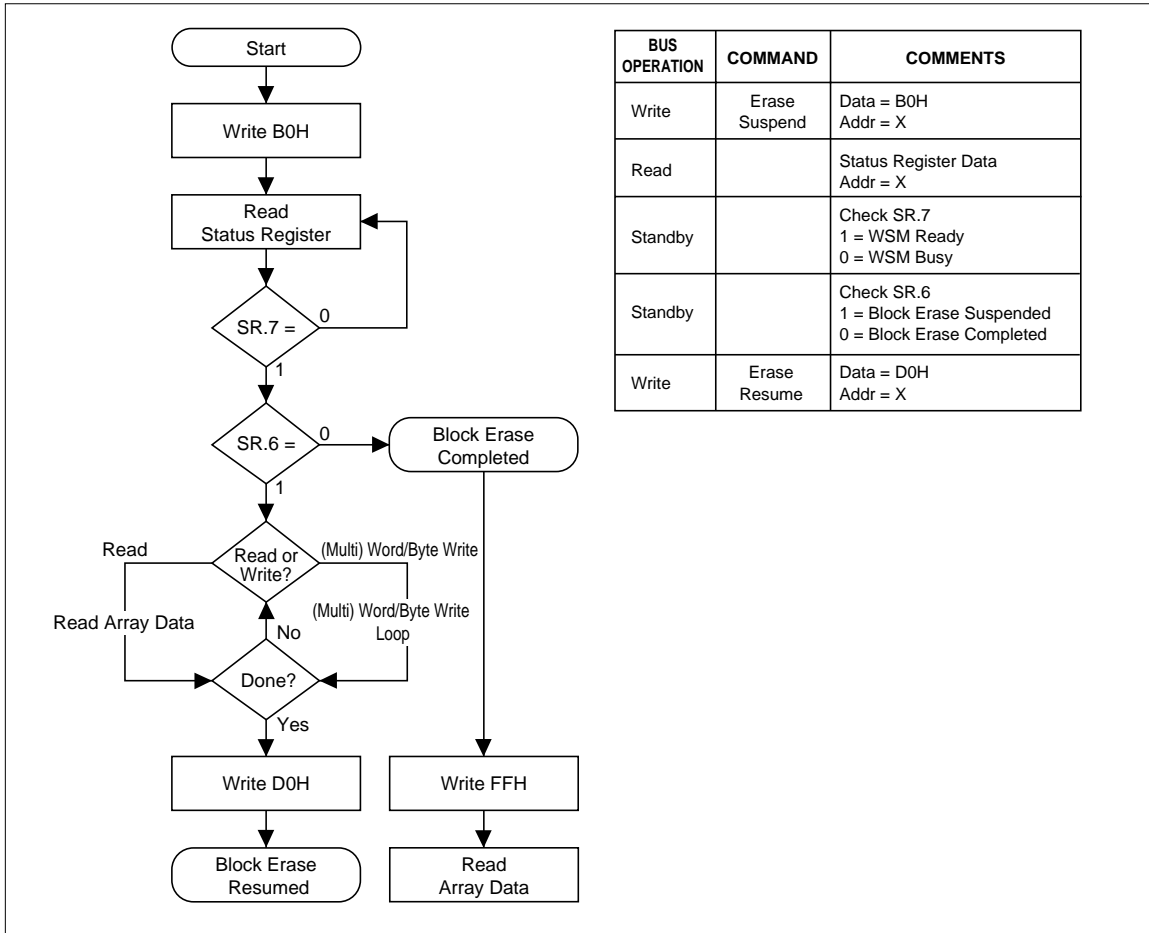 Start
Write B0H
Read
Status Register
SR.7 =
0
1
SR.6 =
0
1
Block Erase
Completed
Read or
Write?
Read
(Multi) Word/Byte Write
Read Array Data
(Multi) Word/Byte Write
Loop
No
Done?
Yes
Write D0H
Write FFH
Block Erase
Resumed
Read
Array Data
BUS
OPERATION
COMMAND
COMMENTS
Write
Erase
Suspend
Data = B0H
Addr = X
Read
Status Register Data
Addr = X
Standby
Check SR.7
1 = WSM Ready
0 = WSM Busy
Standby
Check SR.6
1 = Block Erase Suspended
0 = Block Erase Completed
Write
Erase
Resume
Data = D0H
Addr = X